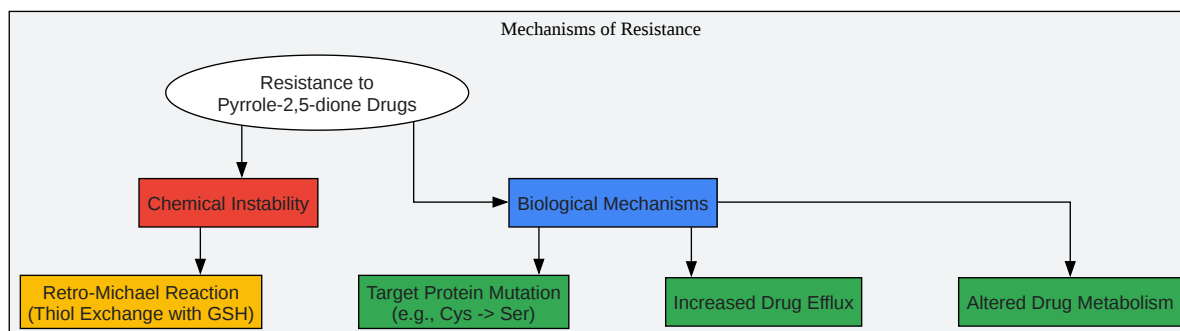 Mechanisms of Resistance
Resistance to
Pyrrole-2,5-dione Drugs
Chemical Instability
Biological Mechanisms
Retro-Michael Reaction
(Thiol Exchange with GSH)
Target Protein Mutation
(e.g., Cys -> Ser)
Increased Drug Efflux
Altered Drug Metabolism